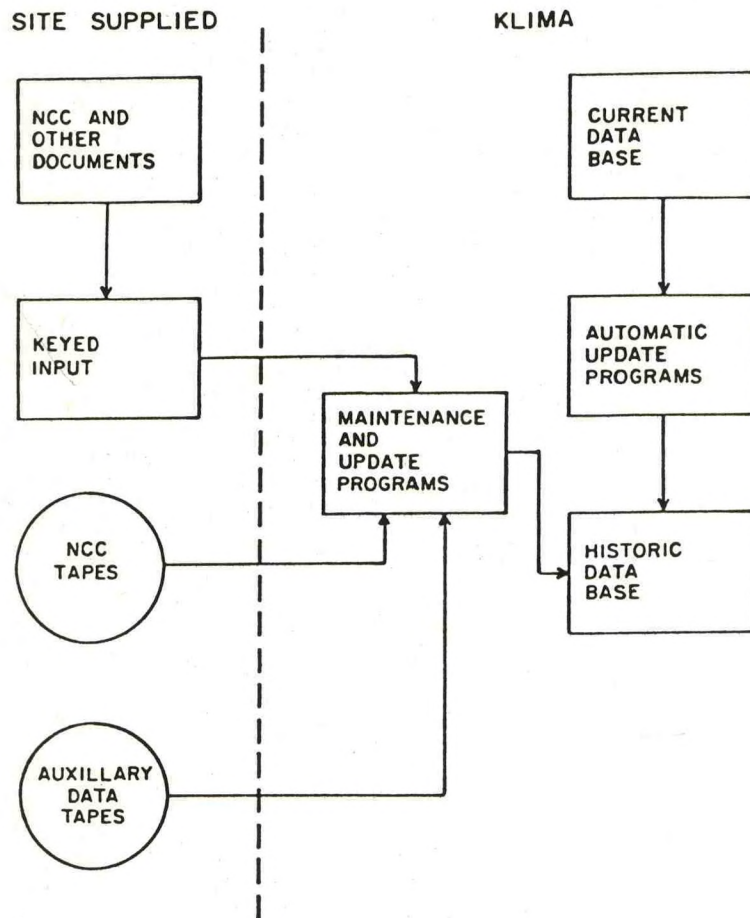 SITE SUPPLIED
KLIMA
NCC AND
OTHER
DOCUMENTS
CURRENT
DATA
BASE
KEYED
INPUT
AUTOMATIC
UPDATE
PROGRAMS
MAINTENANCE
AND
UPDATE
PROGRAMS
NCC
TAPES
HISTORIC
DATA
BASE
AUXILLARY
DATA
TAPES